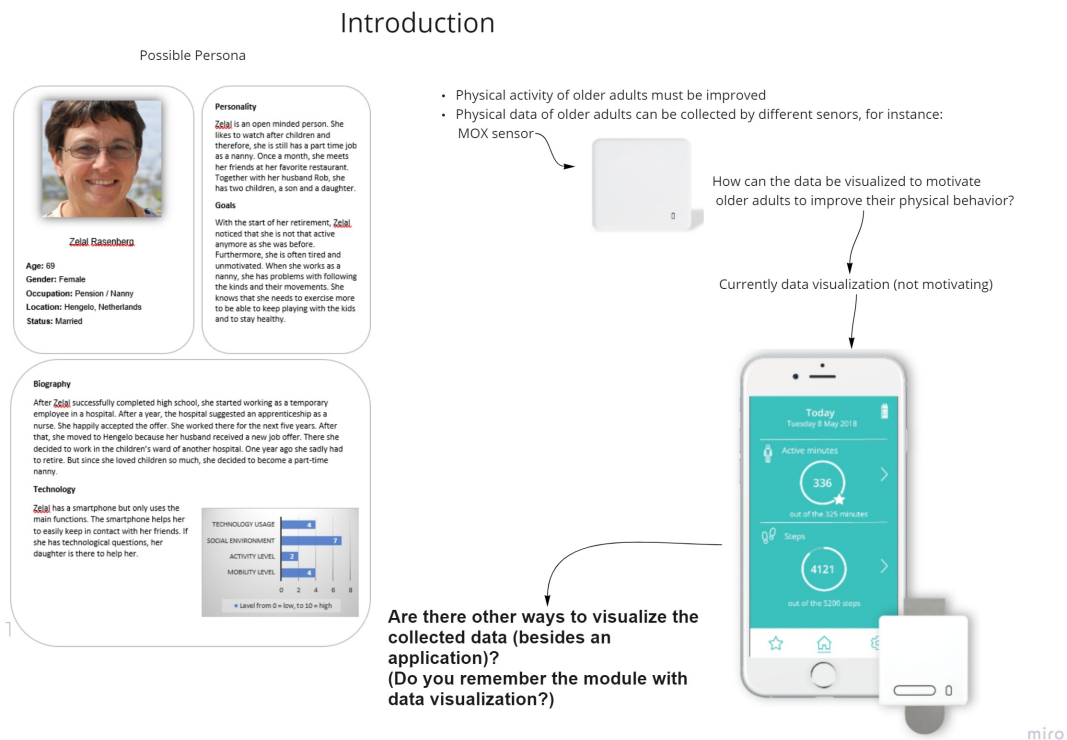 Introduction
Possible Persona
Zelal Rasenberg
Age: 69
Gender: Female
Occupation: Pension / Nanny
Location: Hengelo, Netherlands
Status: Married
Personality
Zelal is an open minded person. She
likes to watch after children and
therefore, she is still has a part time job
as a nanny. Once a month, she meets
her friends at her favorite restaurant.
Together with her husband Rob, she
has two children, a son and a daughter.
Goals
With the start of her retirement, Zelal
noticed that she is not that active
anymore as she was before.
Furthermore, she is often tired and
unmotivated. When she works as a
nanny, she has problems with following
the kinds and their movements. She
knows that she needs to exercise more
to be able to keep playing with the kids
and to stay healthy.
Biography
After Zelal successfully completed high school, she started working as a temporary
employee in a hospital. After a year, the hospital suggested an apprenticeship as a
nurse. She happily accepted the offer. She worked there for the next five years. After
that, she moved to Hengelo because her husband received a new job offer. There she
decided to work in the children's ward of another hospital. One year ago she sadly had
to retire. But since she loved children so much, she decided to become a part-time
nanny.
Technology
Zelal has a smartphone but only uses the
main functions. The smartphone helps her
to easily keep in contact with her friends. If
she has technological questions, her
daughter is there to help her.
TECHNOLOGY USAGE 4
SOCIAL ENVIRONMENT 7
ACTIVITY LEVEL 2
MOBILITY LEVEL 4
0 2 4 6 8
Level from 0 = low, to 10 = high
• Physical activity of older adults must be improved
• Physical data of older adults can be collected by different senors, for instance:
MOX sensor
How can the data be visualized to motivate
older adults to improve their physical behavior?
Currently data visualization (not motivating)
Today
Tuesday 8 May 2018
Active minutes
336
out of the 325 minutes
Steps
4121
out of the 5200 steps
Are there other ways to visualize the
collected data (besides an
application)?
(Do you remember the module with
data visualization?)
miro